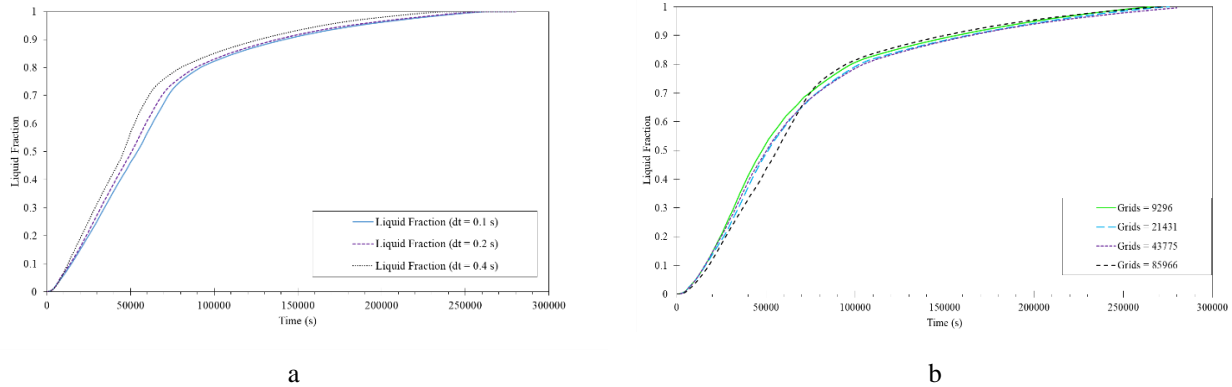 1
0.9
0.8
0.7
0.6
0.5
0.4
0.3
0.2
0.1
0
Liquid Fraction
Liquid Fraction (dt = 0.1 s)
Liquid Fraction (dt = 0.2 s)
Liquid Fraction (dt = 0.4 s)
0 50000 100000 150000 200000 250000 300000
Time (s)
a
1
0.9
0.8
0.7
0.6
0.5
0.4
0.3
0.2
0.1
0
Liquid Fraction
Grids = 9296
Grids = 21431
Grids = 43775
Grids = 85966
0 50000 100000 150000 200000 250000 300000
Time (s)
b